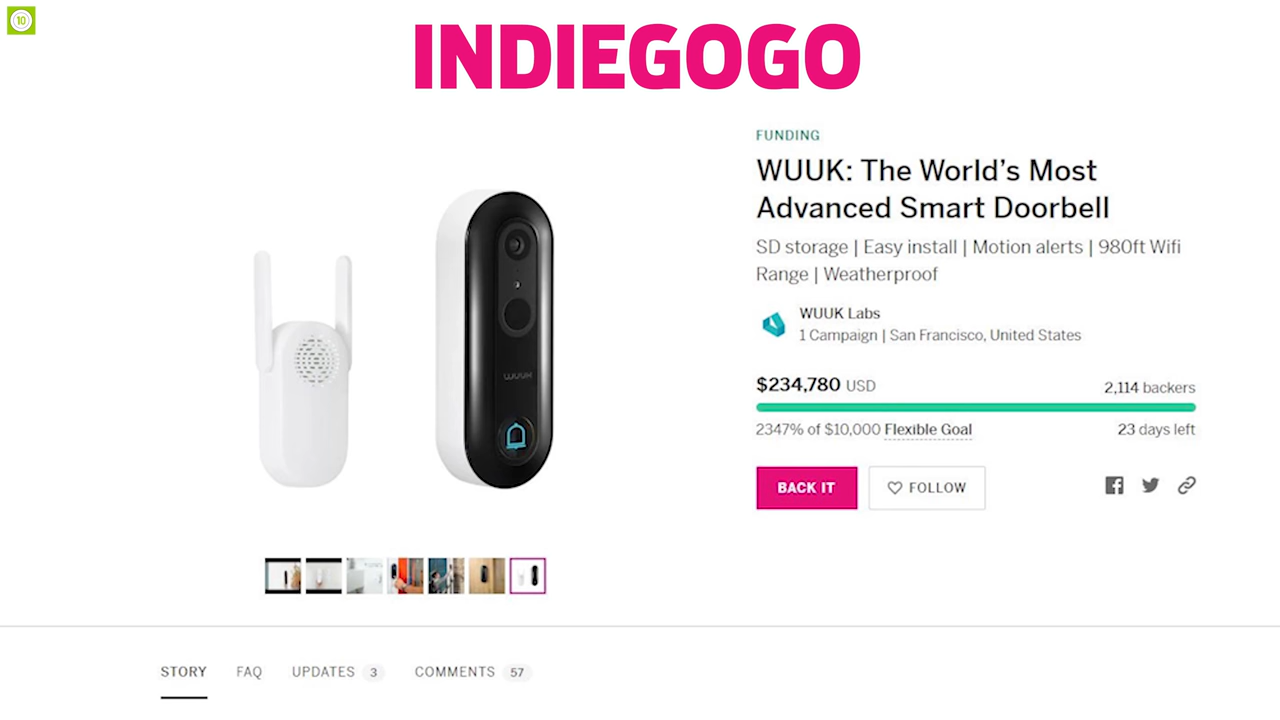 10
INDIEGOGO
FUNDING
WUUK: The World's Most
Advanced Smart Doorbell
SD storage | Easy install | Motion alerts | 980ft Wifi
Range | Weatherproof
WUUK Labs
1 Campaign | San Francisco, United States
$234,780 USD 2,114 backers
2347% of $10,000 Flexible Goal 23 days left
BACK IT FOLLOW
WUUK
STORY FAQ UPDATES 3 COMMENTS 57